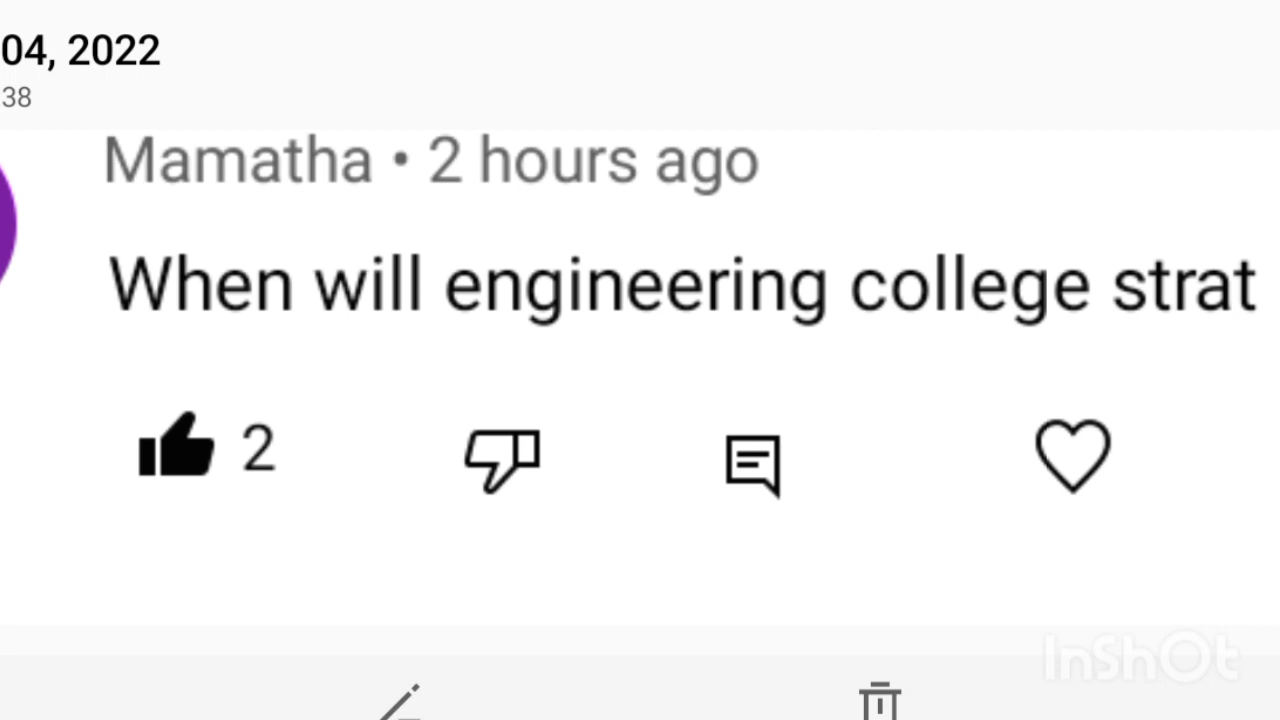 04, 2022
38
Mamatha • 2 hours ago
When will engineering college strat
2
InShOt